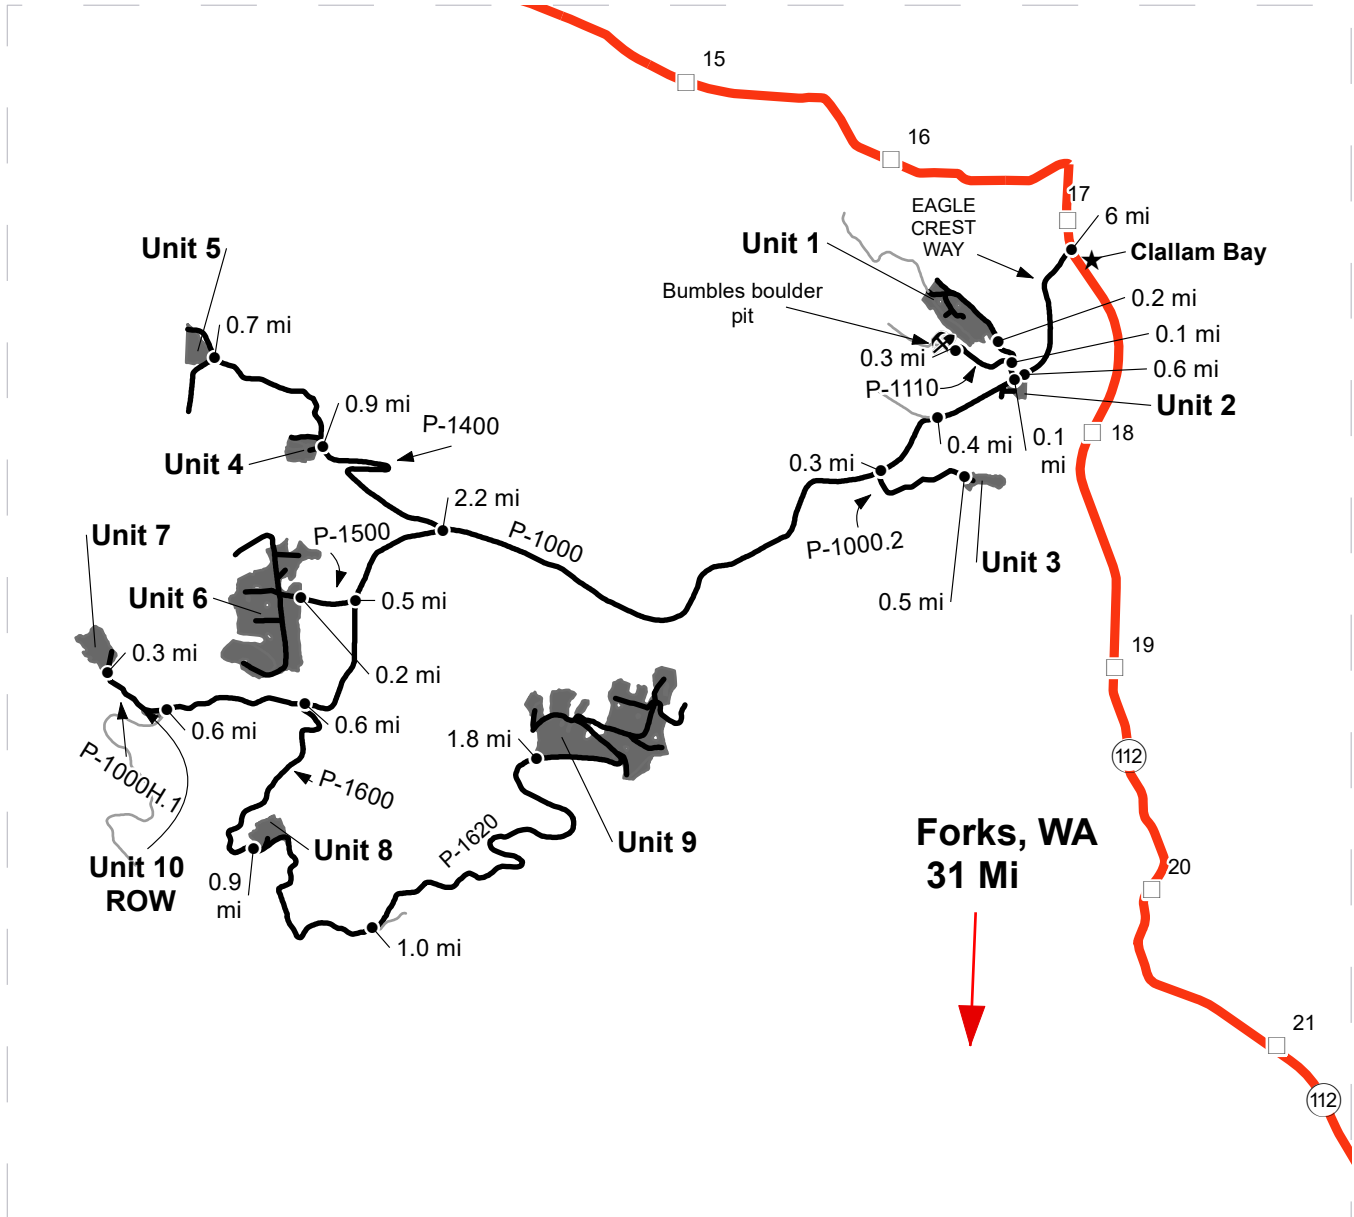 15
16
17
EAGLE
CREST
WAY
6 mi
Unit 1
Unit 5
Clallam Bay
Bumbles boulder
pit
0.2 mi
0.7 mi
0.1 mi
0.3 mi
0.6 mi
P-1110
0.9 mi
Unit 2
P-1400
18
0.4 mi
0.1
mi
Unit 4
0.3 mi
2.2 mi
P-1500
P-1000
Unit 7
P-1000.2
Unit 3
Unit 6
0.5 mi
0.5 mi
19
0.3 mi
0.2 mi
0.6 mi
0.6 mi
1.8 mi
112
P-1000H.1
P-1600
P-1620
Unit 9
Forks, WA
31 Mi
Unit 8
Unit 10
ROW
20
0.9
mi
1.0 mi
21
112